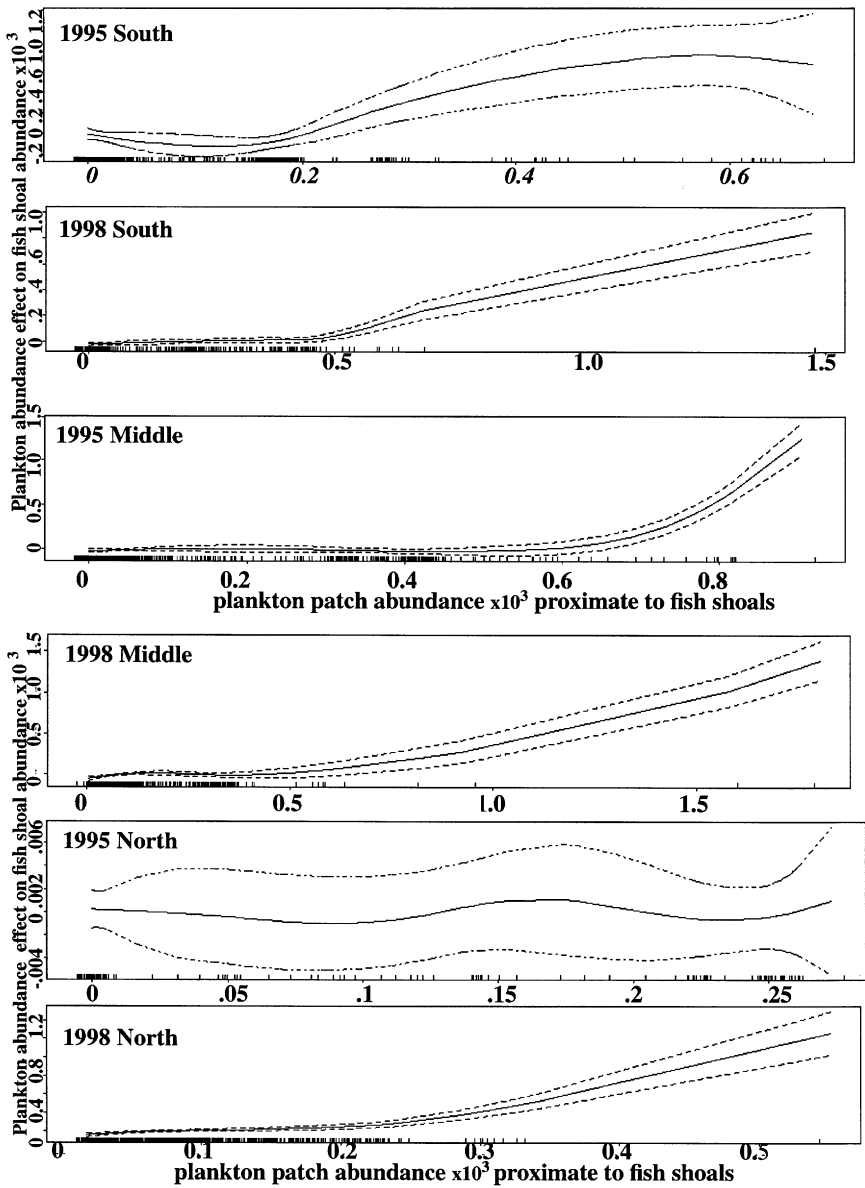 Plankton abundance effect on fish shoal abundance x10 3
1995 South
1.2
1.0
.6
.4
.2
0
-.2
0 0.2 0.4 0.6
1998 South
1.0
.6
.4
.2
0
0 0.5 1.0 1.5
1995 Middle
1.5
1.0
0.5
0
0 0.2 0.4 0.6 0.8
plankton patch abundance x10 3 proximate to fish shoals
Plankton abundance effect on fish shoal abundance x10 3
1998 Middle
1.5
1.0
0.5
0
0 0.5 1.0 1.5
1995 North
.006
0.002
-.004
0 .05 .1 .15 .2 .25
1998 North
1.2
0.8
0.4
0
0 0.1 0.2 0.3 0.4 0.5
plankton patch abundance x10 3 proximate to fish shoals